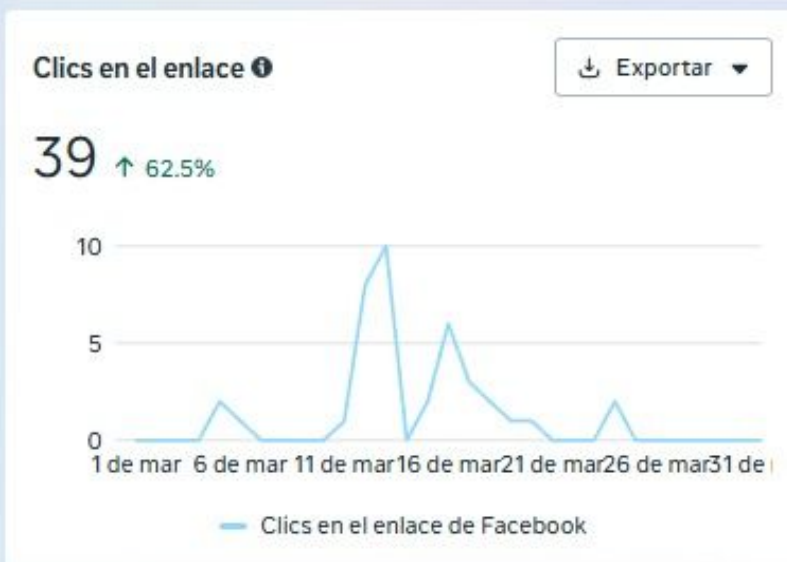 Clics en el enlace
Exportar
39 ↑ 62.5%
10
5
0
1 de mar 6 de mar 11 de mar 16 de mar 21 de mar 26 de mar 31 de
Clics en el enlace de Facebook